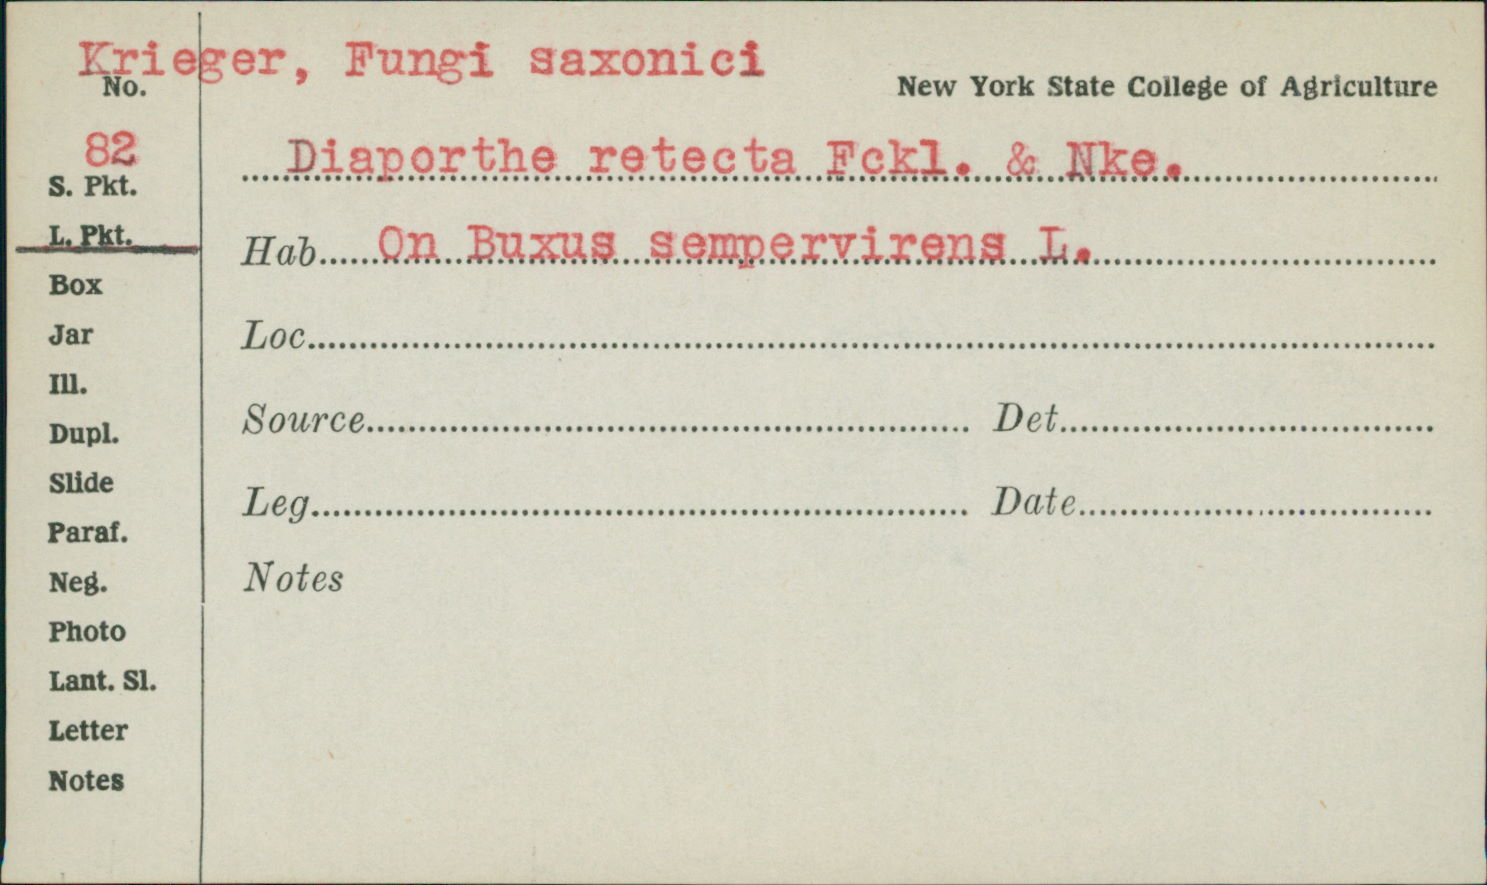 Krieger, Fungi saxonici
No.
New York State College of Agriculture
82
Diaporthe retecta Fckl. & Nke.
S. Pkt.
L. Pkt.
Hab. On Buxus sempervirens L.
Box
Jar
Loc.
Ill.
Source
Det.
Dupl.
Slide
Leg.
Date
Paraf.
Neg.
Notes
Photo
Lant. Sl.
Letter
Notes